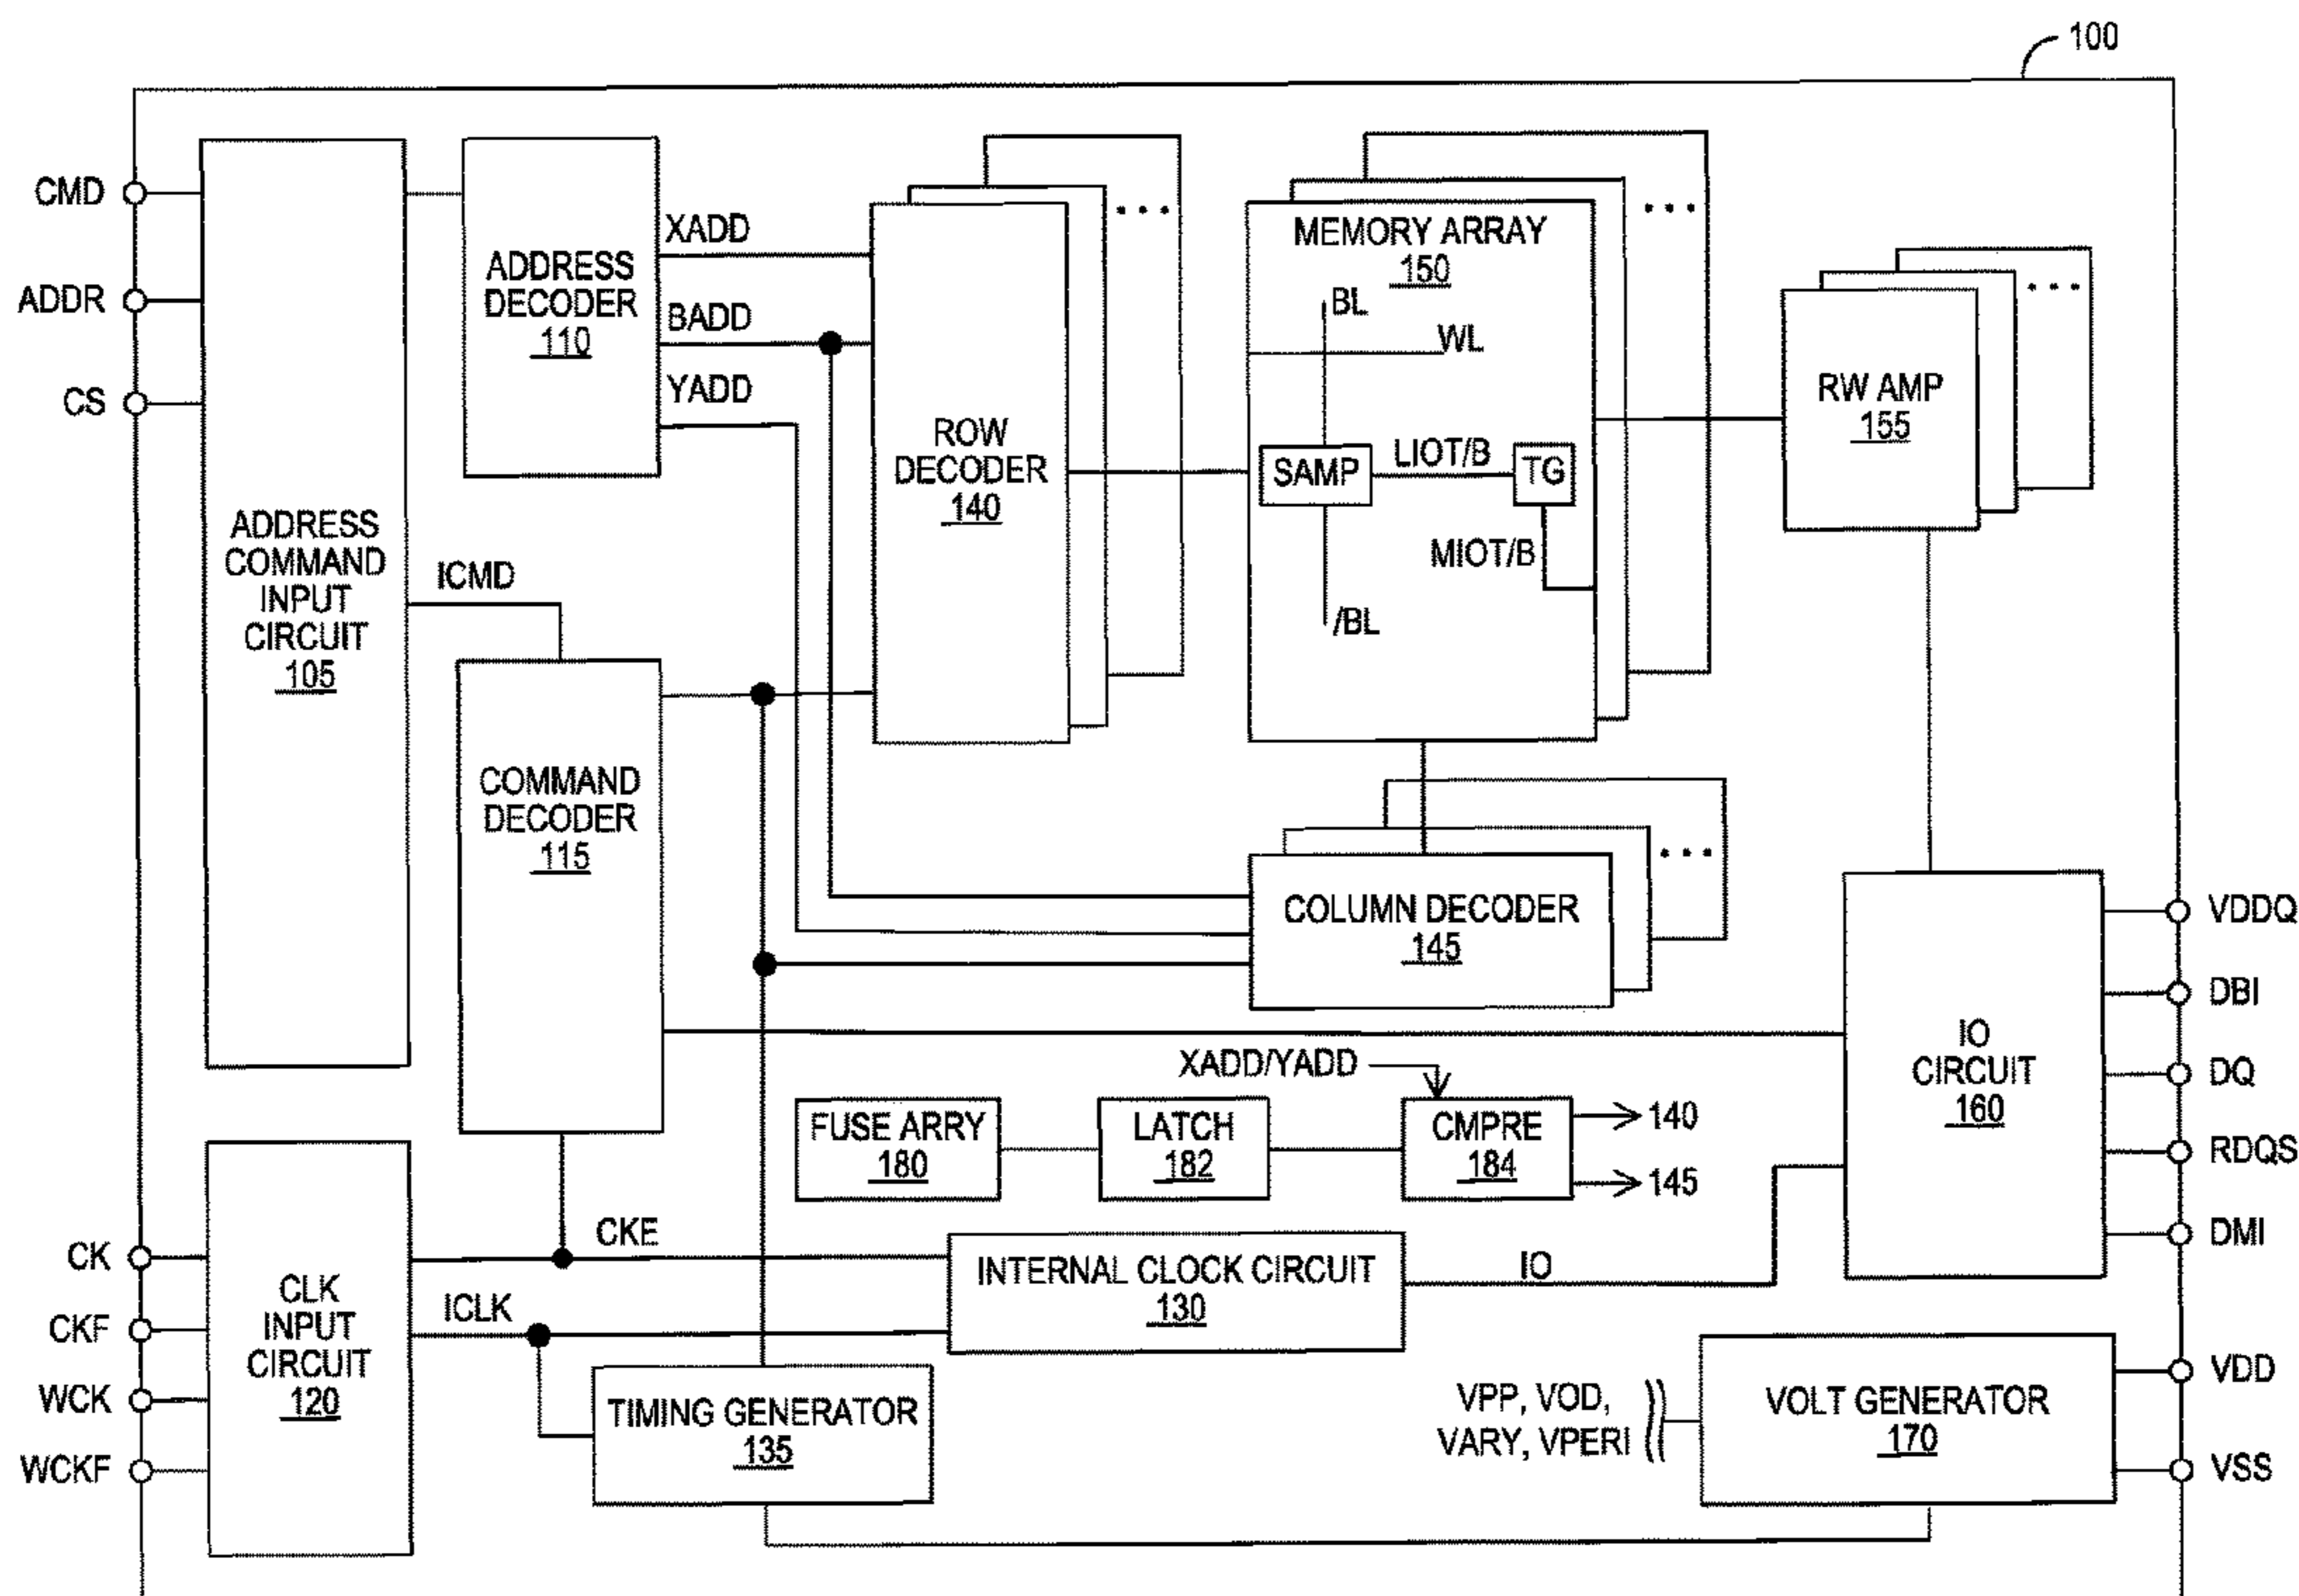 100
CMD
ADDR
CS
ADDRESS
COMMAND
INPUT
CIRCUIT
105
ADDRESS
DECODER
110
XADD
BADD
YADD
ICMD
COMMAND
DECODER
115
ROW
DECODER
140
...
MEMORY ARRAY
150
BL
WL
SAMP
LIOT/B
TG
MIOT/B
/BL
...
RW AMP
155
...
COLUMN DECODER
145
...
IO
CIRCUIT
160
VDDQ
DBI
DQ
RDQS
DMI
XADD/YADD
FUSE ARRY
180
LATCH
182
CMPRE
184
140
145
CK
CKF
WCK
WCKF
CLK
INPUT
CIRCUIT
120
CKE
ICLK
INTERNAL CLOCK CIRCUIT
130
IO
TIMING GENERATOR
135
VPP, VOD,
VARY, VPERI
VOLT GENERATOR
170
VDD
VSS